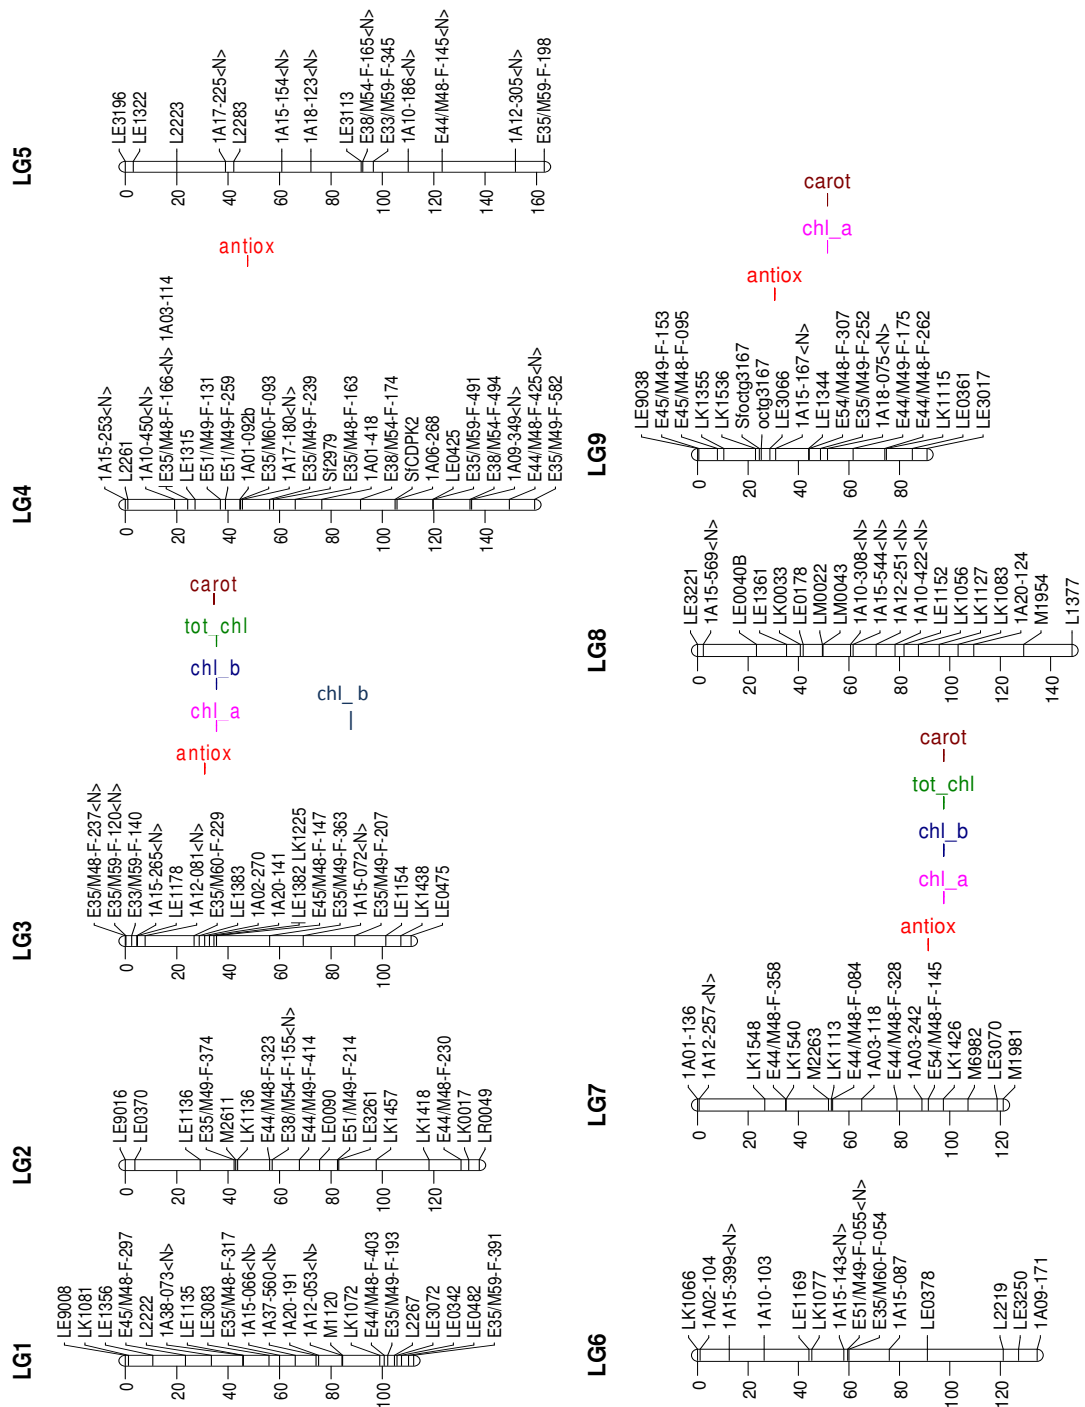 LG1
0
20
40
60
80
100
LE9008
LK1081
LE1356
E45/M48-F-297
L2222
1A38-073<N>
LE1135
LE3083
E35/M48-F-317
1A15-066<N>
1A37-560<N>
1A20-191
1A12-053<N>
M1120
LK1072
E44/M48-F-403
E35/M49-F-193
L2267
LE3072
LE0342
LE0482
E35/M59-F-391
LG2
0
20
40
60
80
100
120
LE9016
LE0370
LE1136
E35/M49-F-374
M2611
LK1136
E44/M48-F-323
E38/M54-F-155<N>
E44/M49-F-414
LE0090
E51/M49-F-214
LE3261
LK1457
LK1418
E44/M48-F-230
LK0017
LR0049
LG3
0
20
40
60
80
100
E35/M48-F-237<N>
E35/M59-F-120<N>
E33/M59-F-140
1A15-265<N>
LE1178
1A12-081<N>
E35/M60-F-229
LE1383
1A02-270
1A20-141
LE1382 LK1225
E45/M48-F-147
E35/M49-F-363
1A15-072<N>
E35/M49-F-207
LE1154
LK1438
LE0475
antiox
chl_a
chl_b
tot_chl
carot
chl_b
LG4
0
20
40
60
80
100
120
140
1A15-253<N>
L2261
1A10-450<N>
E35/M48-F-166<N> 1A03-114
LE1315
E51/M49-F-131
E51/M49-F-259
1A01-092b
E35/M60-F-093
1A17-180<N>
E35/M49-F-239
Sf2979
E35/M48-F-163
1A01-418
E38/M54-F-174
SfCDPK2
1A06-268
LE0425
E35/M59-F-491
E38/M54-F-494
1A09-349<N>
E44/M48-F-425<N>
E35/M49-F-582
antiox
LG5
0
20
40
60
80
100
120
140
160
LE3196
LE1322
L2223
1A17-225<N>
L2283
1A15-154<N>
1A18-123<N>
LE3113
E38/M54-F-165<N>
E33/M59-F-345
1A10-186<N>
E44/M48-F-145<N>
1A12-305<N>
E35/M59-F-198
LG6
0
20
40
60
80
100
120
LK1066
1A02-104
1A15-399<N>
1A10-103
LE1169
LK1077
1A15-143<N>
E51/M49-F-055<N>
E35/M60-F-054
1A15-087
LE0378
L2219
LE3250
1A09-171
LG7
0
20
40
60
80
100
120
1A01-136
1A12-257<N>
LK1548
E44/M48-F-358
LK1540
M2263
LK1113
E44/M48-F-084
1A03-118
E44/M48-F-328
1A03-242
E54/M48-F-145
LK1426
M6982
LE3070
M1981
antiox
chl_a
chl_b
tot_chl
carot
LG8
0
20
40
60
80
100
120
140
LE3221
1A15-569<N>
LE0040B
LE1361
LK0033
LE0178
LM0022
LM0043
1A10-308<N>
1A15-544<N>
1A12-251<N>
1A10-422<N>
LE1152
LK1056
LK1127
LK1083
1A20-124
M1954
L1377
LG9
0
20
40
60
80
LE9038
E45/M49-F-153
E45/M48-F-095
LK1355
LK1536
Sfoctg3167
octg3167
LE3066
1A15-167<N>
LE1344
E54/M48-F-307
E35/M49-F-252
1A18-075<N>
E44/M49-F-175
E44/M48-F-262
LK1115
LE0361
LE3017
antiox
chl_a
carot